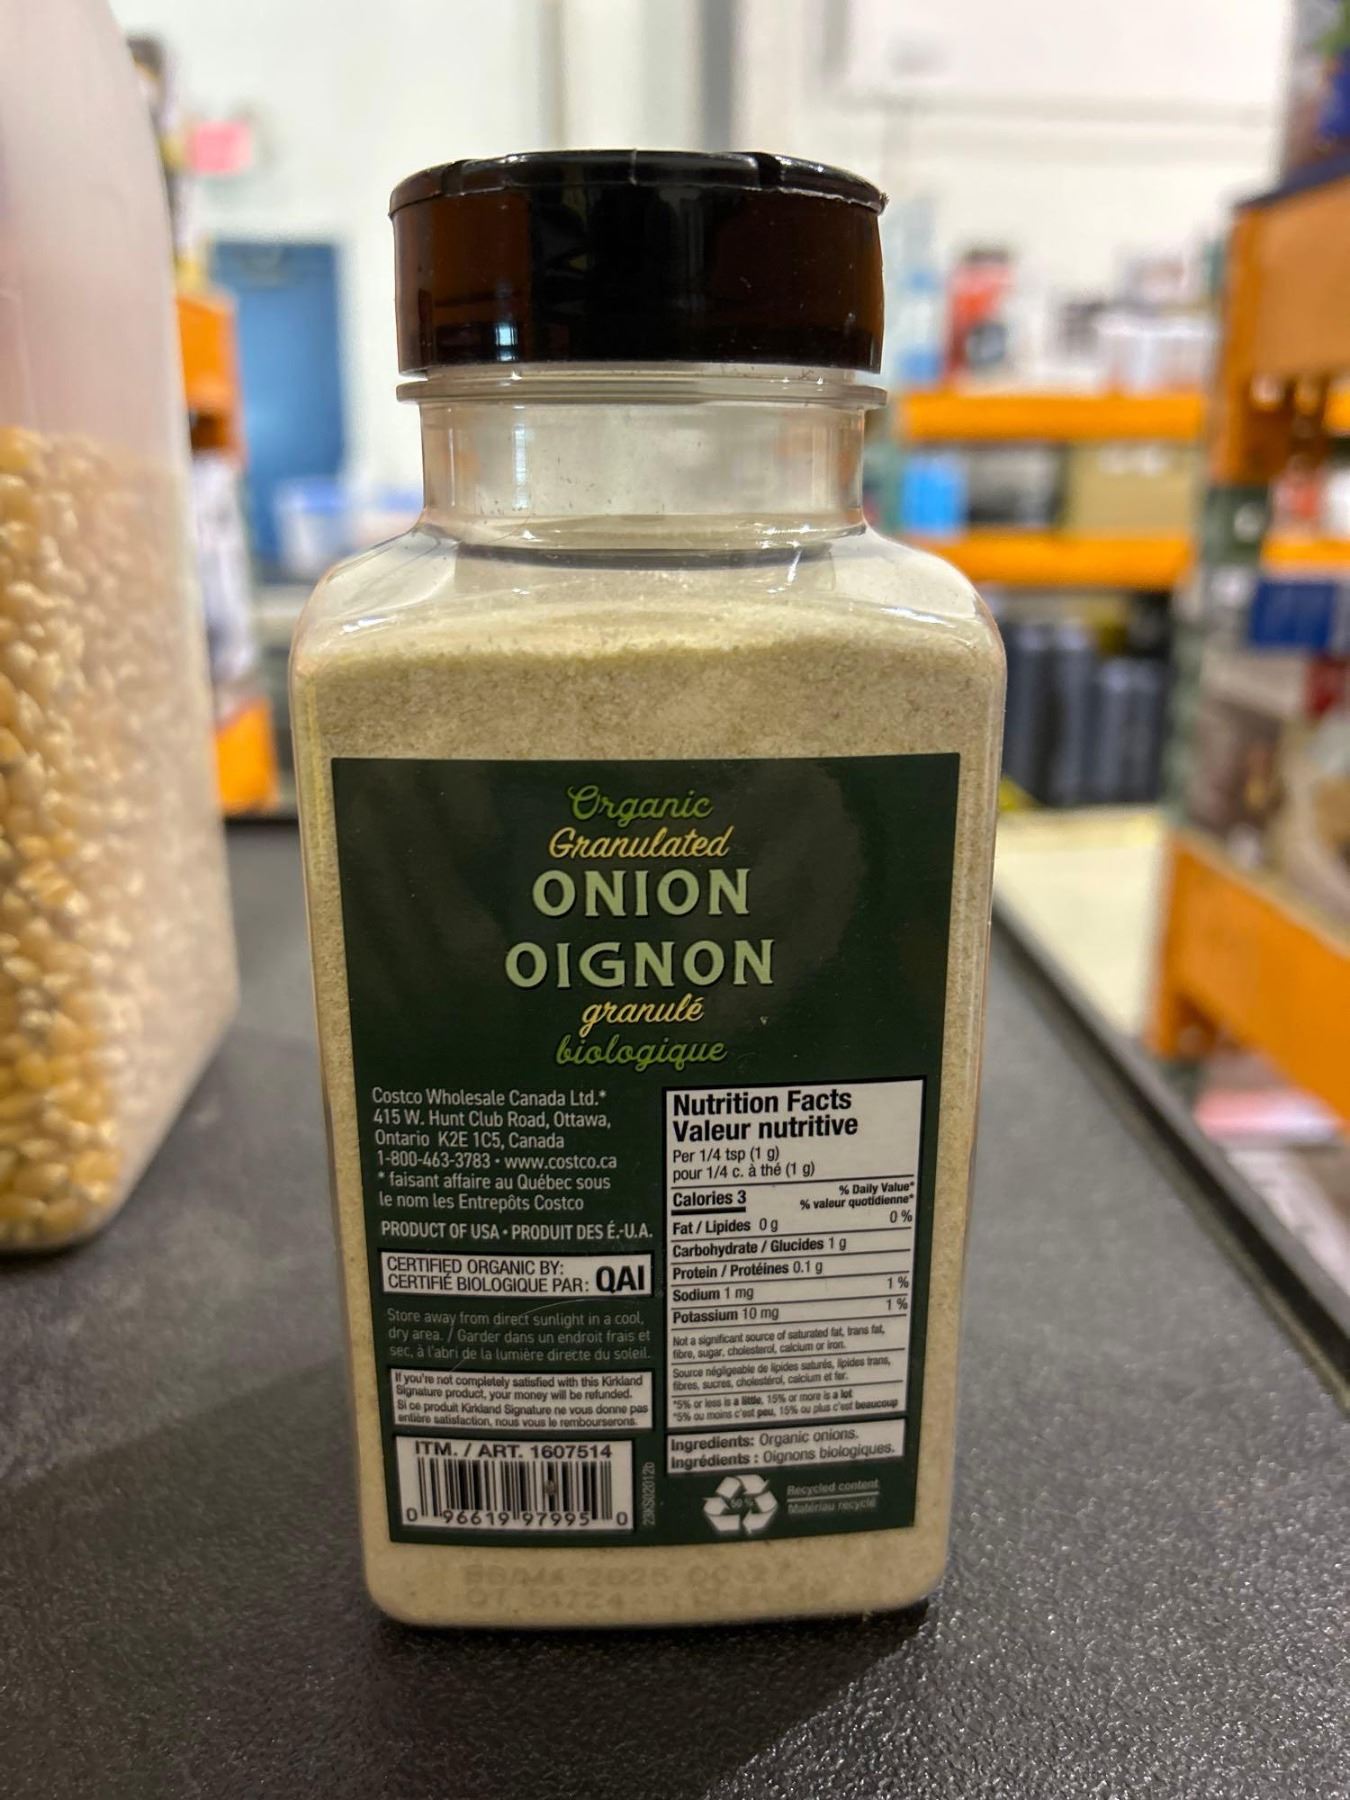 Organic
Granulated
ONION
OIGNON
granulé
biologique
Costco Wholesale Canada Ltd.*
415 W. Hunt Club Road, Ottawa,
Ontario K2E 1C5, Canada
1-800-463-3783 • www.costco.ca
* faisant affaire au Québec sous
le nom les Entrepôts Costco
PRODUCT OF USA • PRODUIT DES É.-U.A.
CERTIFIED ORGANIC BY:
CERTIFIÉ BIOLOGIQUE PAR: QAI
Store away from direct sunlight in a cool,
dry area. / Garder dans un endroit frais et
sec, à l'abri de la lumière directe du soleil.
If you're not completely satisfied with this Kirkland
Signature product, your money will be refunded.
Si ce produit Kirkland Signature ne vous donne pas
entière satisfaction, nous vous le rembourserons.
ITM. / ART. 1607514
0 96619 97995 0
23KS02012b
Nutrition Facts
Valeur nutritive
Per 1/4 tsp (1 g)
pour 1/4 c. à thé (1 g)
Calories 3
% Daily Value*
% valeur quotidienne*
Fat / Lipides 0 g 0 %
Carbohydrate / Glucides 1 g
Protein / Protéines 0.1 g
Sodium 1 mg 1 %
Potassium 10 mg 1 %
Not a significant source of saturated fat, trans fat,
fibre, sugar, cholesterol, calcium or iron.
Source négligeable de lipides saturés, lipides trans,
fibres, sucres, cholestérol, calcium et fer.
*5% or less is a little, 15% or more is a lot
*5% ou moins c'est peu, 15% ou plus c'est beaucoup
Ingredients: Organic onions.
Ingrédients : Oignons biologiques.
Recycled content
Matériau recyclé